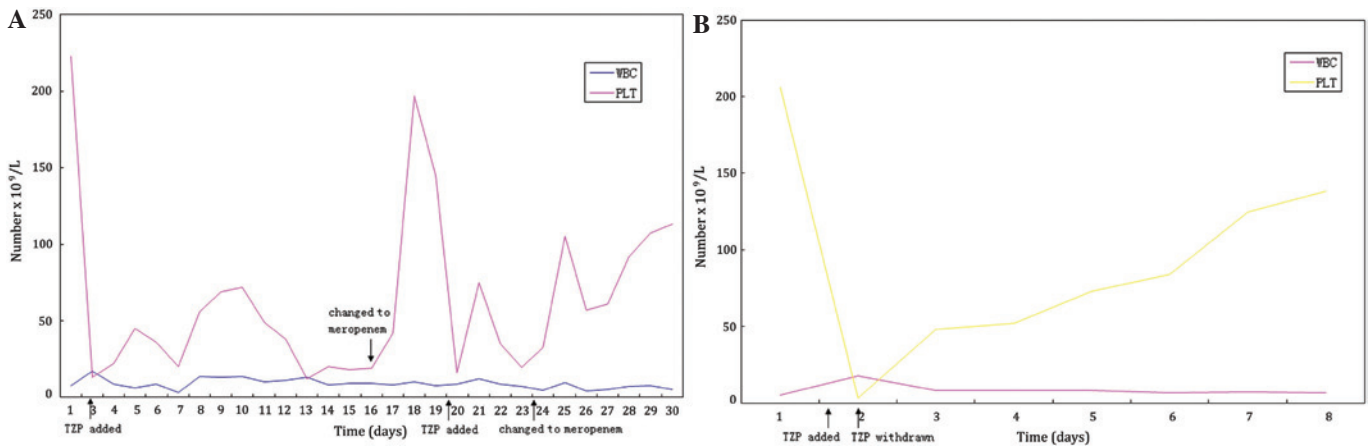 A
250
200
150
100
50
0
Number x 10⁹/L
WBC
PLT
changed to
meropenem
1 3 4 5 6 7 8 9 10 11 12 13 14 15 16 17 18 19 20 21 22 23 24 25 26 27 28 29 30
TZP added
Time (days)
TZP added
changed to meropenem
B
250
200
150
100
50
0
Number x 10⁹/L
WBC
PLT
1 2 3 4 5 6 7 8
TZP added
TZP withdrawn
Time (days)